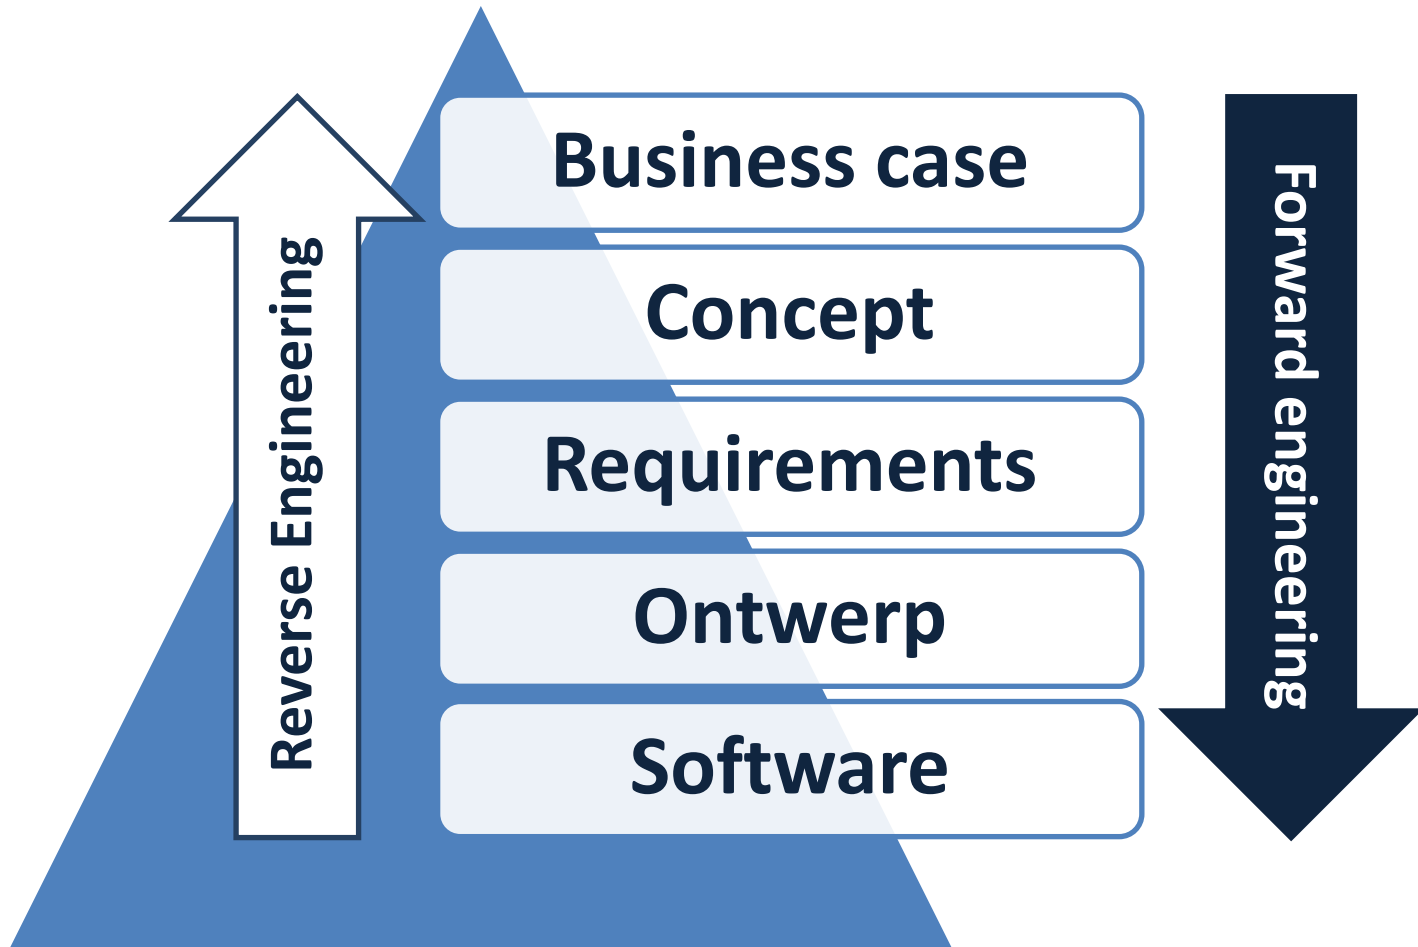 Business case
Concept
Requirements
Ontwerp
Software
Reverse Engineering
Forward engineering